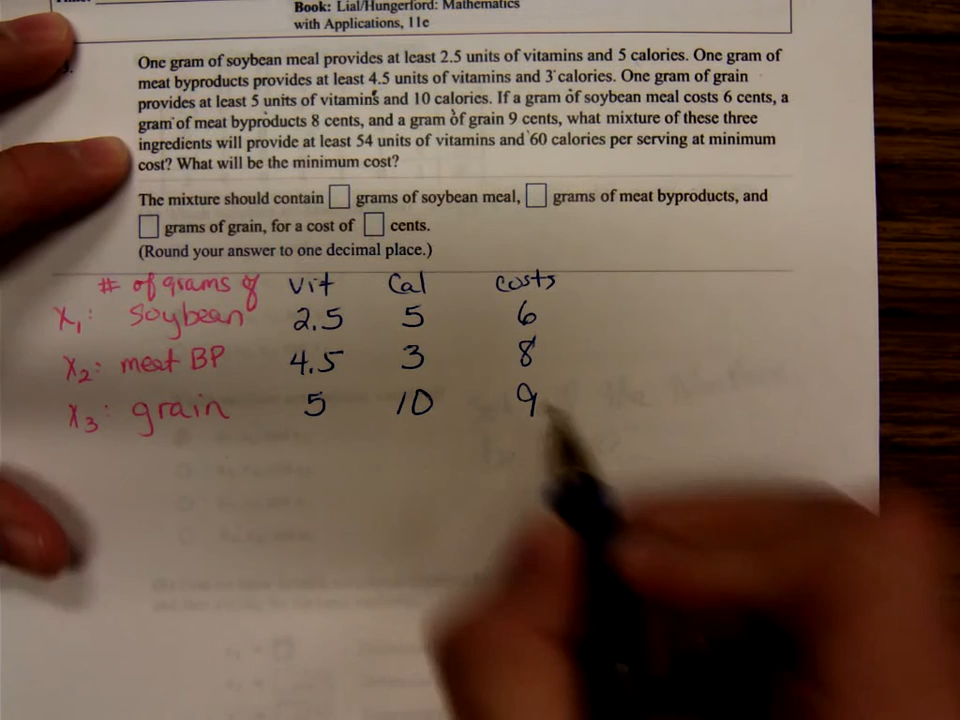 Book: Lial/Hungerford: Mathematics
with Applications, 11e
One gram of soybean meal provides at least 2.5 units of vitamins and 5 calories. One gram of
meat byproducts provides at least 4.5 units of vitamins and 3 calories. One gram of grain
provides at least 5 units of vitamins and 10 calories. If a gram of soybean meal costs 6 cents, a
gram of meat byproducts 8 cents, and a gram of grain 9 cents, what mixture of these three
ingredients will provide at least 54 units of vitamins and 60 calories per serving at minimum
cost? What will be the minimum cost?
The mixture should contain grams of soybean meal, grams of meat byproducts, and
grams of grain, for a cost of cents.
(Round your answer to one decimal place.)
# of grams of Vit Cal costs
X₁: soybean 2.5 5 6
X₂: meat BP 4.5 3 8
X₃: grain 5 10 9